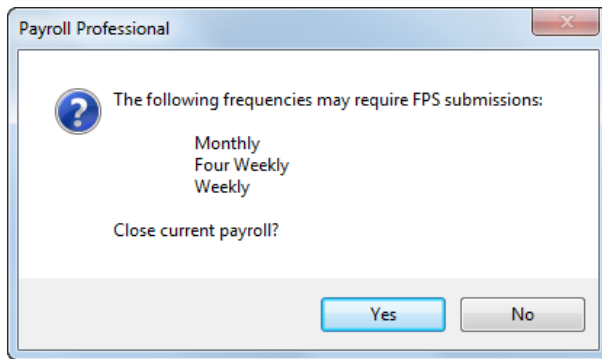 Payroll Professional
The following frequencies may require FPS submissions:
Monthly
Four Weekly
Weekly
Close current payroll?
Yes
No